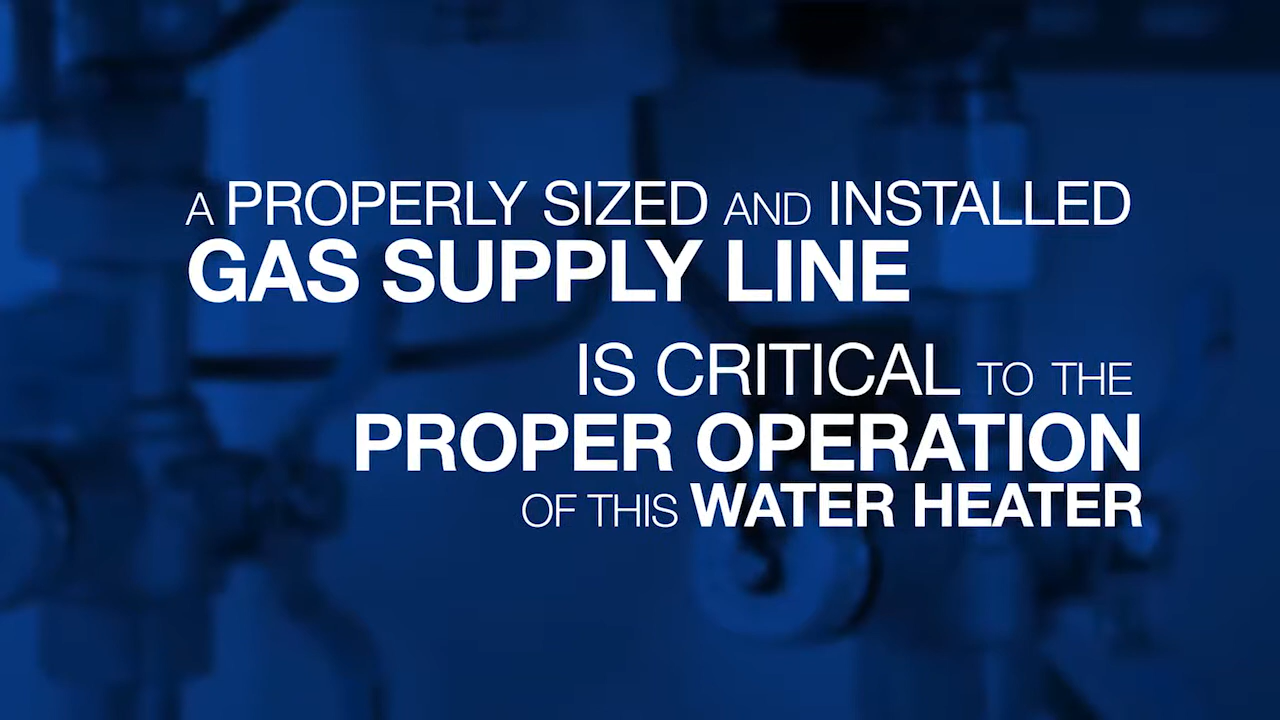 A PROPERLY SIZED AND INSTALLED
GAS SUPPLY LINE
IS CRITICAL TO THE
PROPER OPERATION
OF THIS WATER HEATER